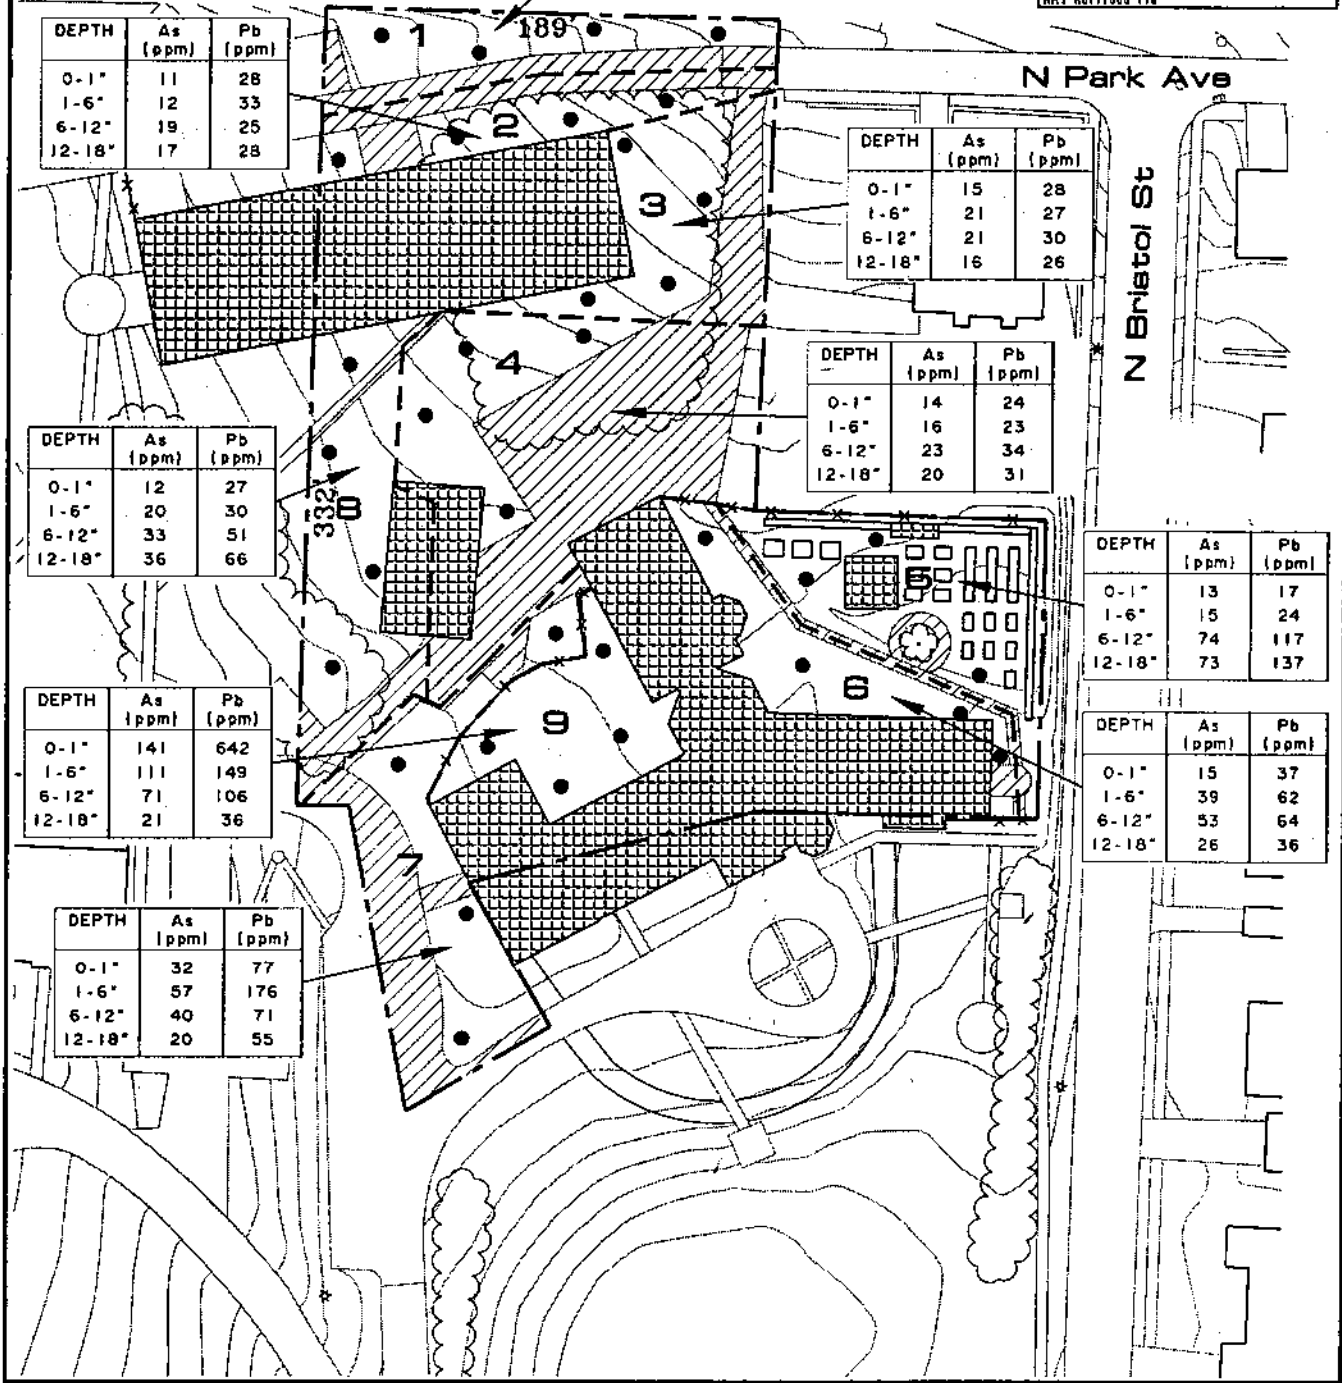 189'
1
N Park Ave
DEPTH As (ppm) Pb (ppm)
0-1" 11 28
1-6" 12 33
6-12" 19 25
12-18" 17 28
2
DEPTH As (ppm) Pb (ppm)
0-1" 15 28
1-6" 21 27
6-12" 21 30
12-18" 16 26
3
N Bristol St
4
DEPTH As (ppm) Pb (ppm)
0-1" 14 24
1-6" 16 23
6-12" 23 34
12-18" 20 31
DEPTH As (ppm) Pb (ppm)
0-1" 12 27
1-6" 20 30
6-12" 33 51
12-18" 36 66
332'
8
5
DEPTH As (ppm) Pb (ppm)
0-1" 13 17
1-6" 15 24
6-12" 74 117
12-18" 73 137
6
DEPTH As (ppm) Pb (ppm)
0-1" 141 642
1-6" 111 149
6-12" 71 106
12-18" 21 36
9
DEPTH As (ppm) Pb (ppm)
0-1" 15 37
1-6" 39 62
6-12" 53 64
12-18" 26 36
7
DEPTH As (ppm) Pb (ppm)
0-1" 32 77
1-6" 57 176
6-12" 40 71
12-18" 20 55